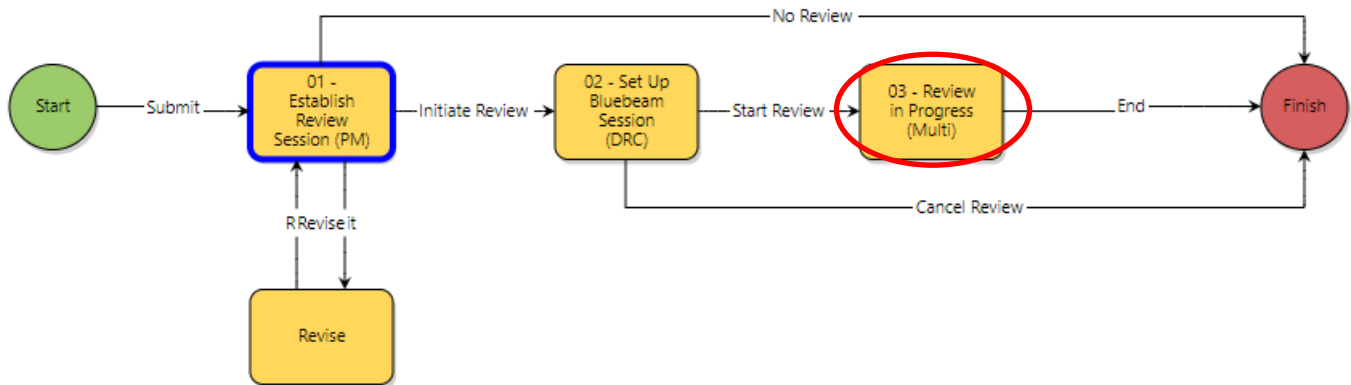 No Review
Start
Submit
01 -
Establish
Review
Session (PM)
Initiate Review
02 - Set Up
Bluebeam
Session
(DRC)
Start Review
03 - Review
in Progress
(Multi)
End
Finish
Cancel Review
Revise
Revise